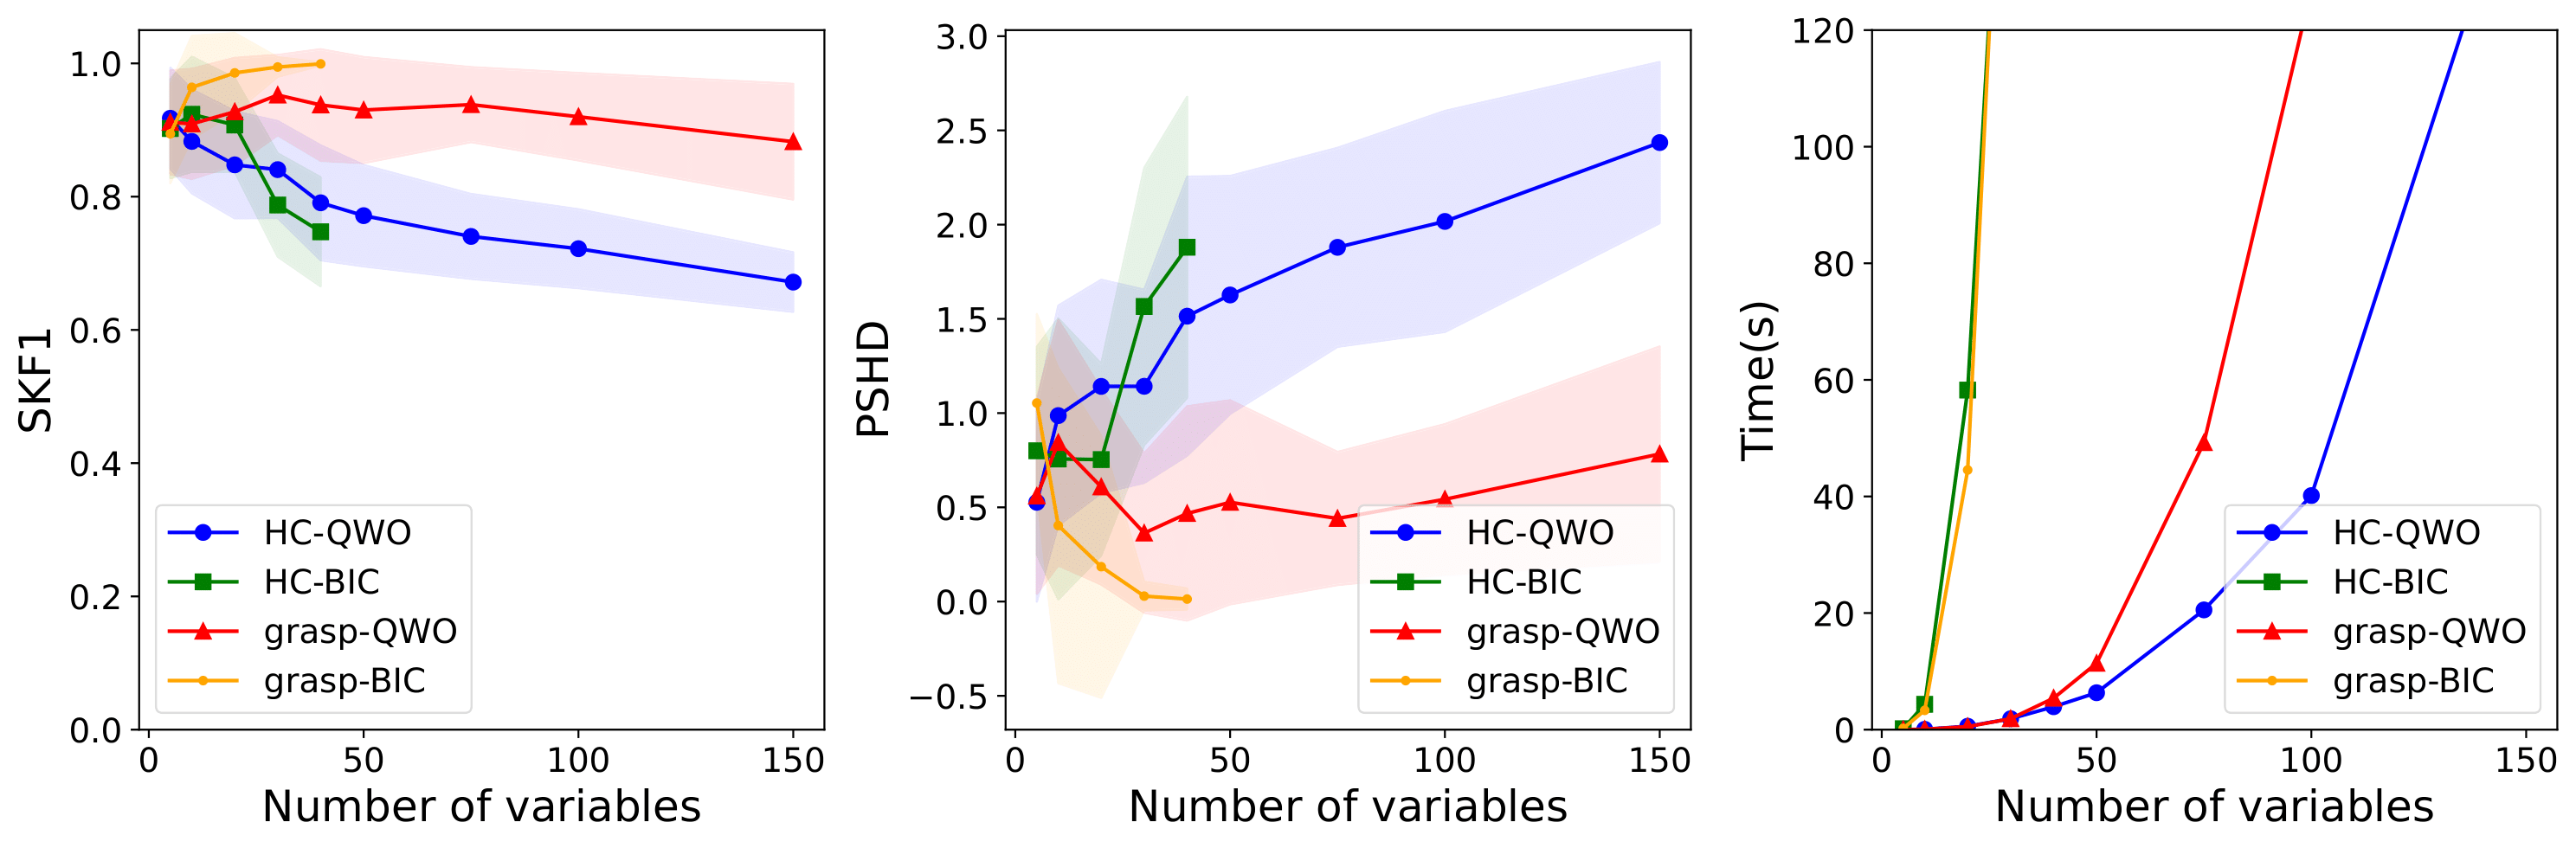 SKF1
1.0
0.8
0.6
0.4
0.2
0.0
0 50 100 150
Number of variables
HC-QWO
HC-BIC
grasp-QWO
grasp-BIC
PSHD
3.0
2.5
2.0
1.5
1.0
0.5
0.0
−0.5
0 50 100 150
Number of variables
HC-QWO
HC-BIC
grasp-QWO
grasp-BIC
Time(s)
120
100
80
60
40
20
0
0 50 100 150
Number of variables
HC-QWO
HC-BIC
grasp-QWO
grasp-BIC